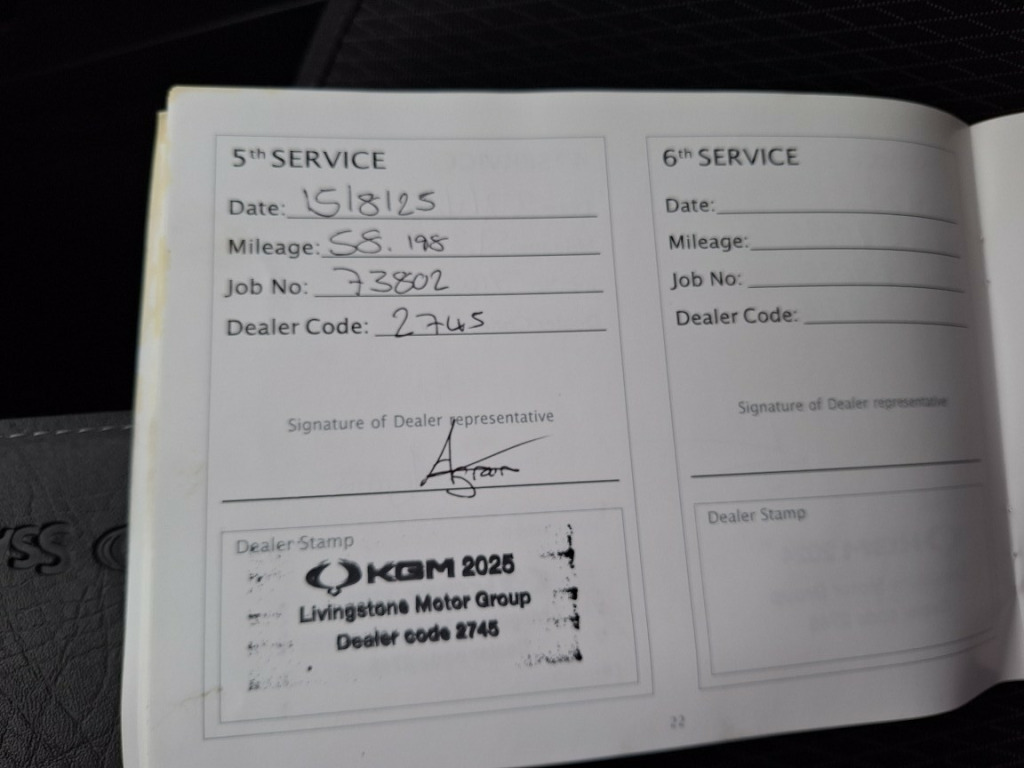 5th SERVICE
Date: 15/8/25
Mileage: 58.198
Job No: 73802
Dealer Code: 2745
Signature of Dealer representative
Dealer Stamp
KGM 2025
Livingstone Motor Group
Dealer code 2745
6th SERVICE
Date:
Mileage:
Job No:
Dealer Code:
Signature of Dealer representative
Dealer Stamp
22